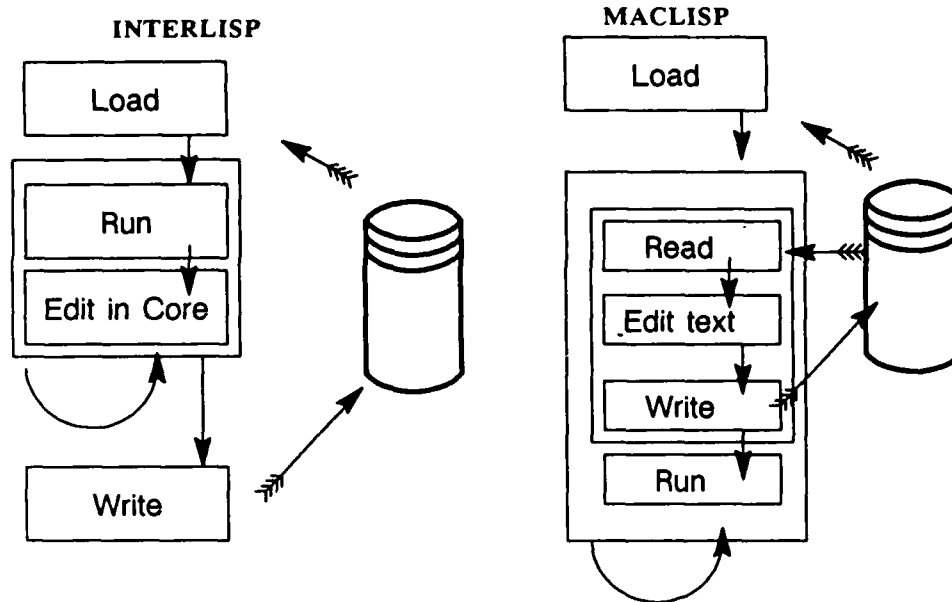 INTERLISP
Load
Run
Edit in Core
Write
MACLISP
Load
Read
Edit text
Write
Run